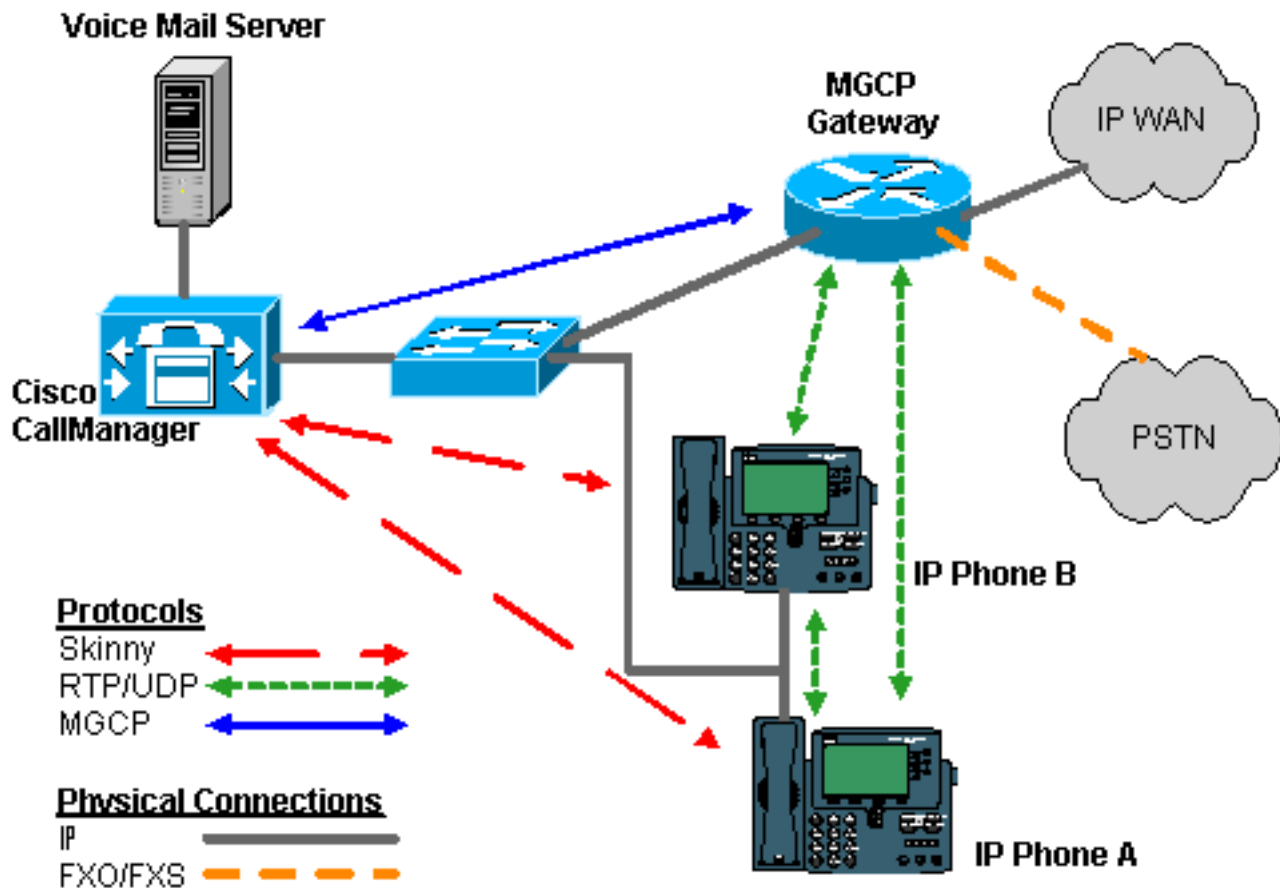 Voice Mail Server
MGCP
Gateway
IP WAN
Cisco
CallManager
PSTN
IP Phone B
Protocols
Skinny
RTP/UDP
MGCP
Physical Connections
IP
FXO/FXS
IP Phone A